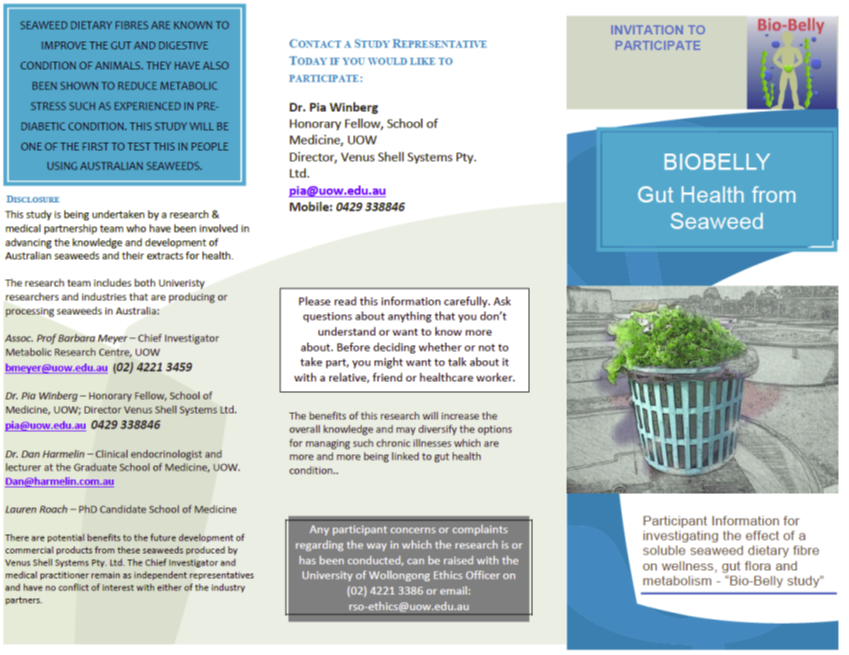 SEAWEED DIETARY FIBRES ARE KNOWN TO
IMPROVE THE GUT AND DIGESTIVE
CONDITION OF ANIMALS. THEY HAVE ALSO
BEEN SHOWN TO REDUCE METABOLIC
STRESS SUCH AS EXPERIENCED IN PRE-
DIABETIC CONDITION. THIS STUDY WILL BE
ONE OF THE FIRST TO TEST THIS IN PEOPLE
USING AUSTRALIAN SEAWEEDS.
DISCLOSURE
This study is being undertaken by a research &
medical partnership team who have been involved in
advancing the knowledge and development of
Australian seaweeds and their extracts for health.
The research team includes both Univeristy
researchers and industries that are producing or
processing seaweeds in Australia:
Assoc. Prof Barbara Meyer – Chief Investigator
Metabolic Research Centre, UOW
bmeyer@uow.edu.au (02) 4221 3459
Dr. Pia Winberg – Honorary Fellow, School of
Medicine, UOW; Director Venus Shell Systems Ltd.
pia@uow.edu.au 0429 338846
Dr. Dan Harmelin – Clinical endocrinologist and
lecturer at the Graduate School of Medicine, UOW.
Dan@harmelin.com.au
Lauren Roach – PhD Candidate School of Medicine
There are potential benefits to the future development of
commercial products from these seaweeds produced by
Venus Shell Systems Pty. Ltd. The Chief Investigator and
medical practitioner remain as independent representatives
and have no conflict of interest with either of the industry
partners.
CONTACT A STUDY REPRESENTATIVE
TODAY IF YOU WOULD LIKE TO
PARTICIPATE:
Dr. Pia Winberg
Honorary Fellow, School of
Medicine, UOW
Director, Venus Shell Systems Pty.
Ltd.
pia@uow.edu.au
Mobile: 0429 338846
Please read this information carefully. Ask
questions about anything that you don't
understand or want to know more
about. Before deciding whether or not to
take part, you might want to talk about it
with a relative, friend or healthcare worker.
The benefits of this research will increase the
overall knowledge and may diversify the options
for managing such chronic illnesses which are
more and more being linked to gut health
condition..
Any participant concerns or complaints
regarding the way in which the research is or
has been conducted, can be raised with the
University of Wollongong Ethics Officer on
(02) 4221 3386 or email:
rso-ethics@uow.edu.au
INVITATION TO
PARTICIPATE
Bio-Belly
BIOBELLY
Gut Health from
Seaweed
Participant Information for
investigating the effect of a
soluble seaweed dietary fibre
on wellness, gut flora and
metabolism - "Bio-Belly study"